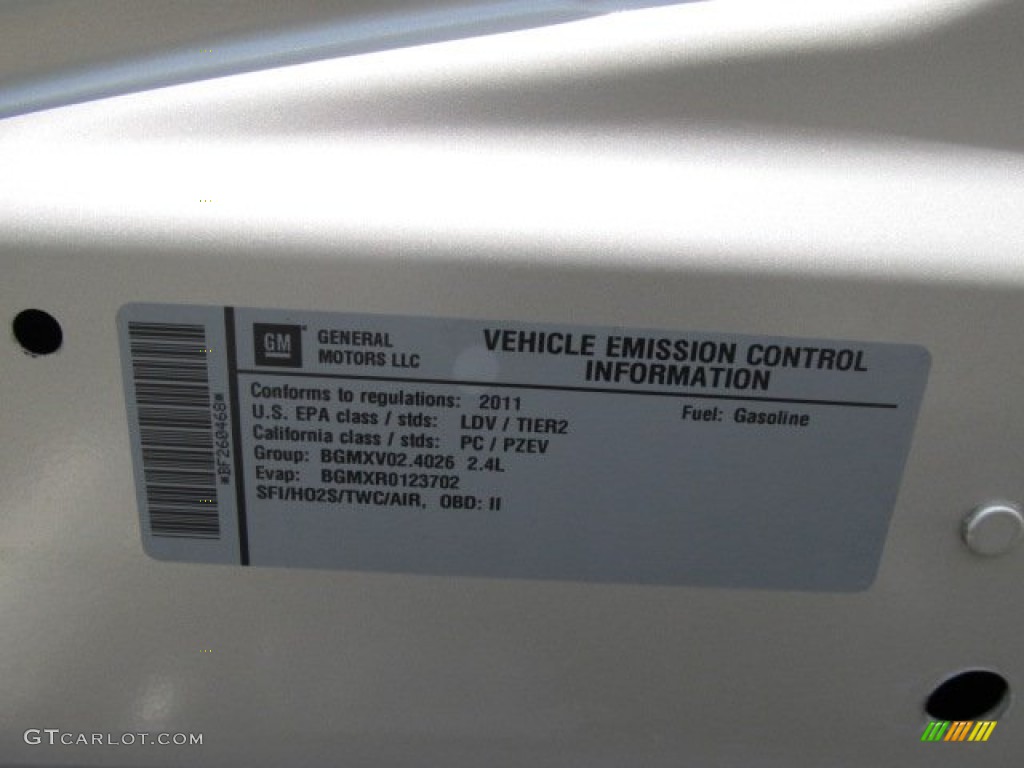 GM GENERAL MOTORS LLC
VEHICLE EMISSION CONTROL
INFORMATION
Conforms to regulations: 2011
Fuel: Gasoline
U.S. EPA class / stds: LDV / TIER2
California class / stds: PC / PZEV
Group: BGMXV02.4026 2.4L
Evap: BGMXR0123702
SFI/HO2S/TWC/AIR, OBD: II
*BF260468*
GTCARLOT.COM